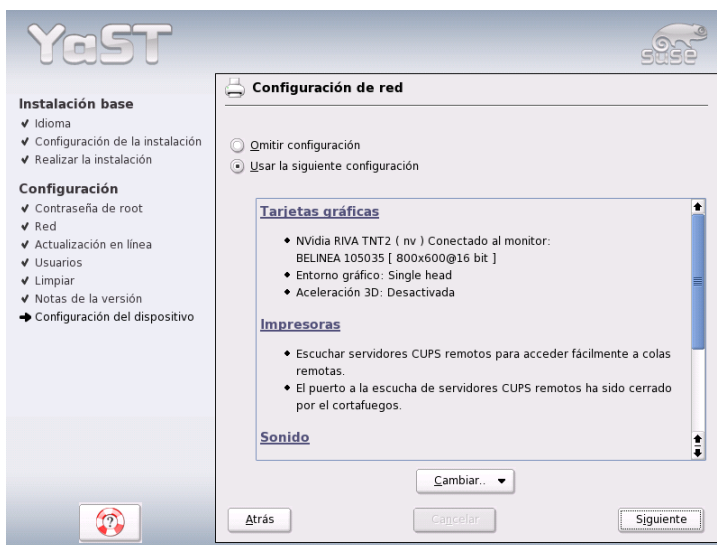 YaST
SUSE
Instalación base
Idioma
Configuración de la instalación
Realizar la instalación
Configuración
Contraseña de root
Red
Actualización en línea
Usuarios
Limpiar
Notas de la versión
Configuración del dispositivo
Configuración de red
Omitir configuración
Usar la siguiente configuración
Tarjetas gráficas
NVidia RIVA TNT2 ( nv ) Conectado al monitor:
BELINEA 105035 [ 800x600@16 bit ]
Entorno gráfico: Single head
Aceleración 3D: Desactivada
Impresoras
Escuchar servidores CUPS remotos para acceder fácilmente a colas
remotas.
El puerto a la escucha de servidores CUPS remotos ha sido cerrado
por el cortafuegos.
Sonido
Cambiar..
Atrás
Cancelar
Siguiente